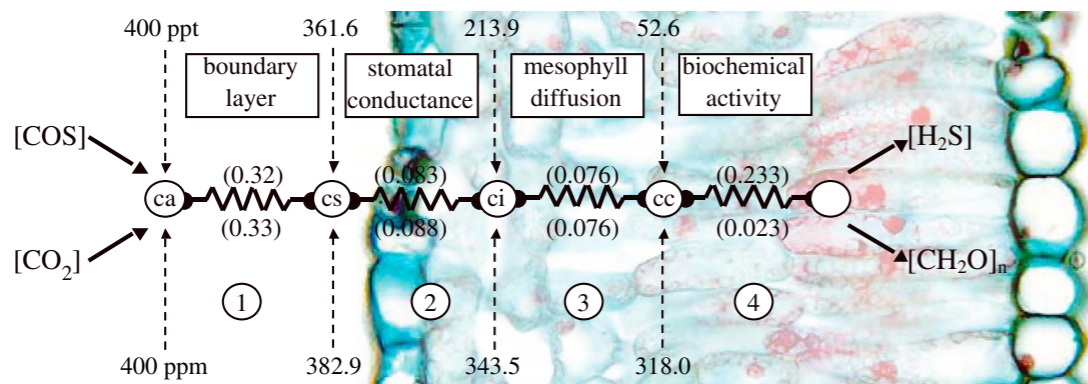 400 ppt 361.6 213.9 52.6
boundary
layer
stomatal
conductance
mesophyll
diffusion
biochemical
activity
[COS] [H₂S]
(0.32) (0.083) (0.076) (0.233)
ca cs ci cc
(0.33) (0.088) (0.076) (0.023)
[CO₂] [CH₂O]ₙ
1 2 3 4
400 ppm 382.9 343.5 318.0